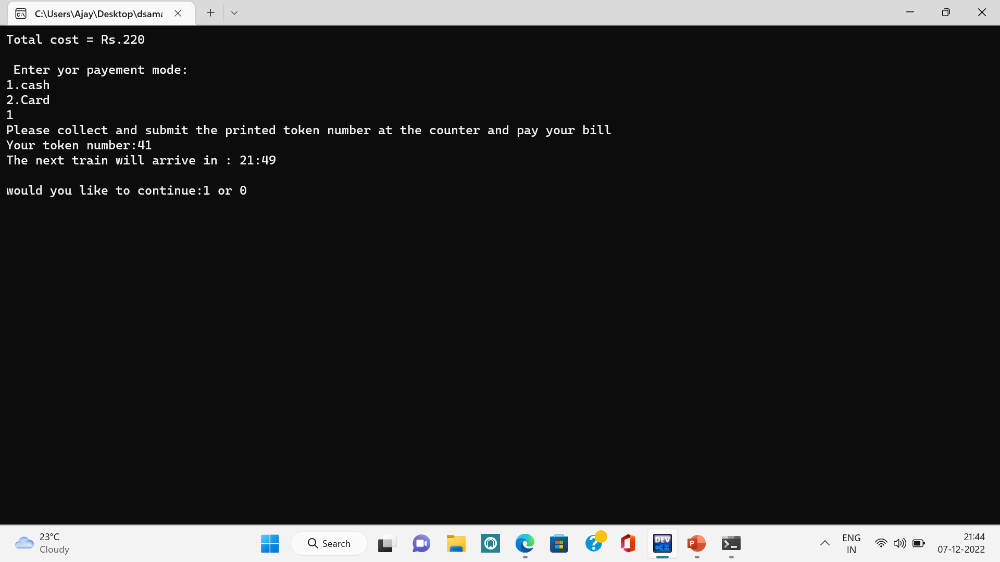 C:\Users\Ajay\Desktop\dsama
Total cost = Rs.220
Enter yor payement mode:
1.cash
2.Card
1
Please collect and submit the printed token number at the counter and pay your bill
Your token number:41
The next train will arrive in : 21:49
would you like to continue:1 or 0
23°C
Cloudy
Search
DEV
C++
P
ENG
IN
21:44
07-12-2022